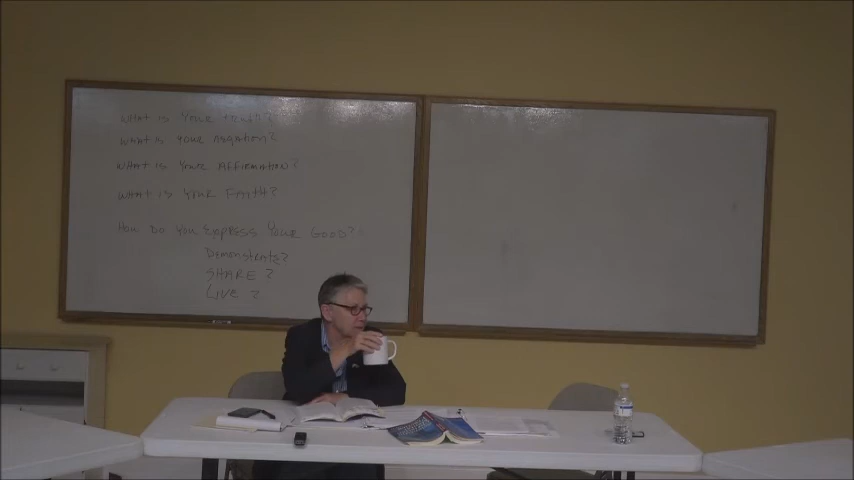 WHAT IS YOUR truth?
WHAT IS YOUR negation?
WHAT IS YOUR AFFIRMATION?
WHAT IS YOUR FAITH?
How Do You EXPRESS YOUR GOOD?
Demonstrate?
SHARE?
LIVE?